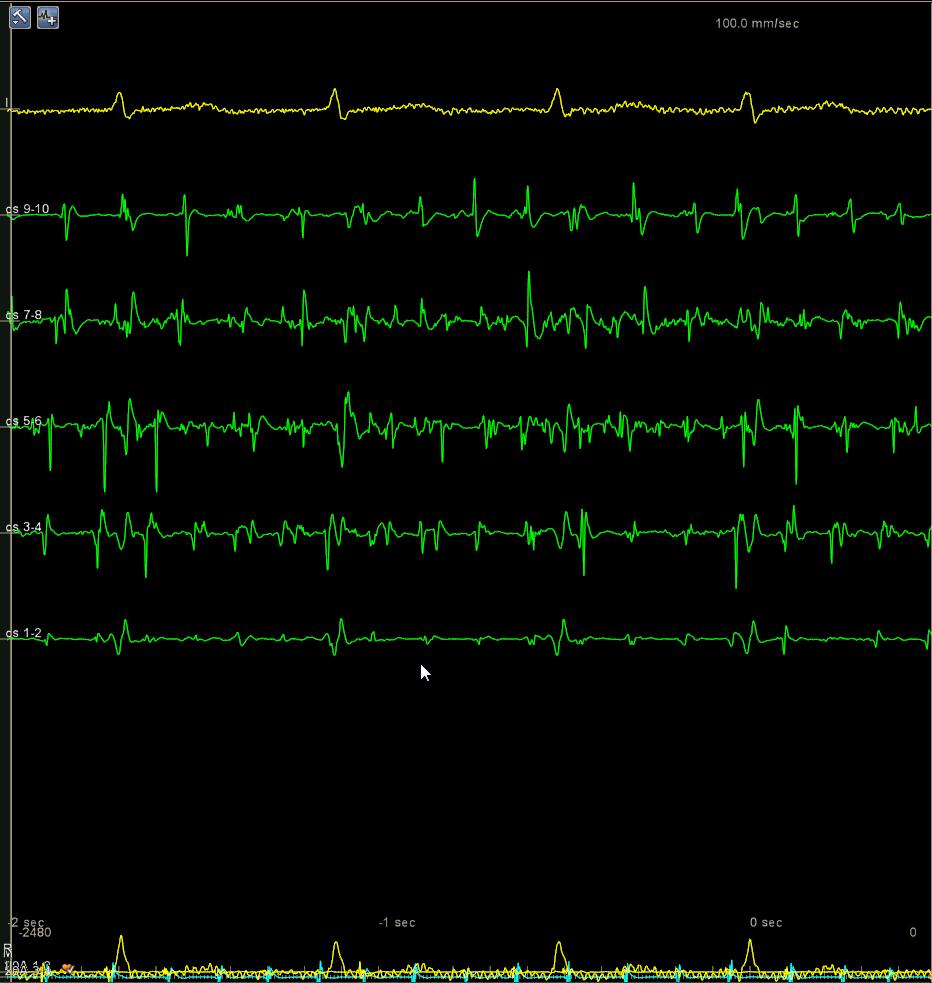 100.0 mm/sec
I
cs 9-10
cs 7-8
cs 5-6
cs 3-4
cs 1-2
-2 sec
-1 sec
0 sec
-2480
0